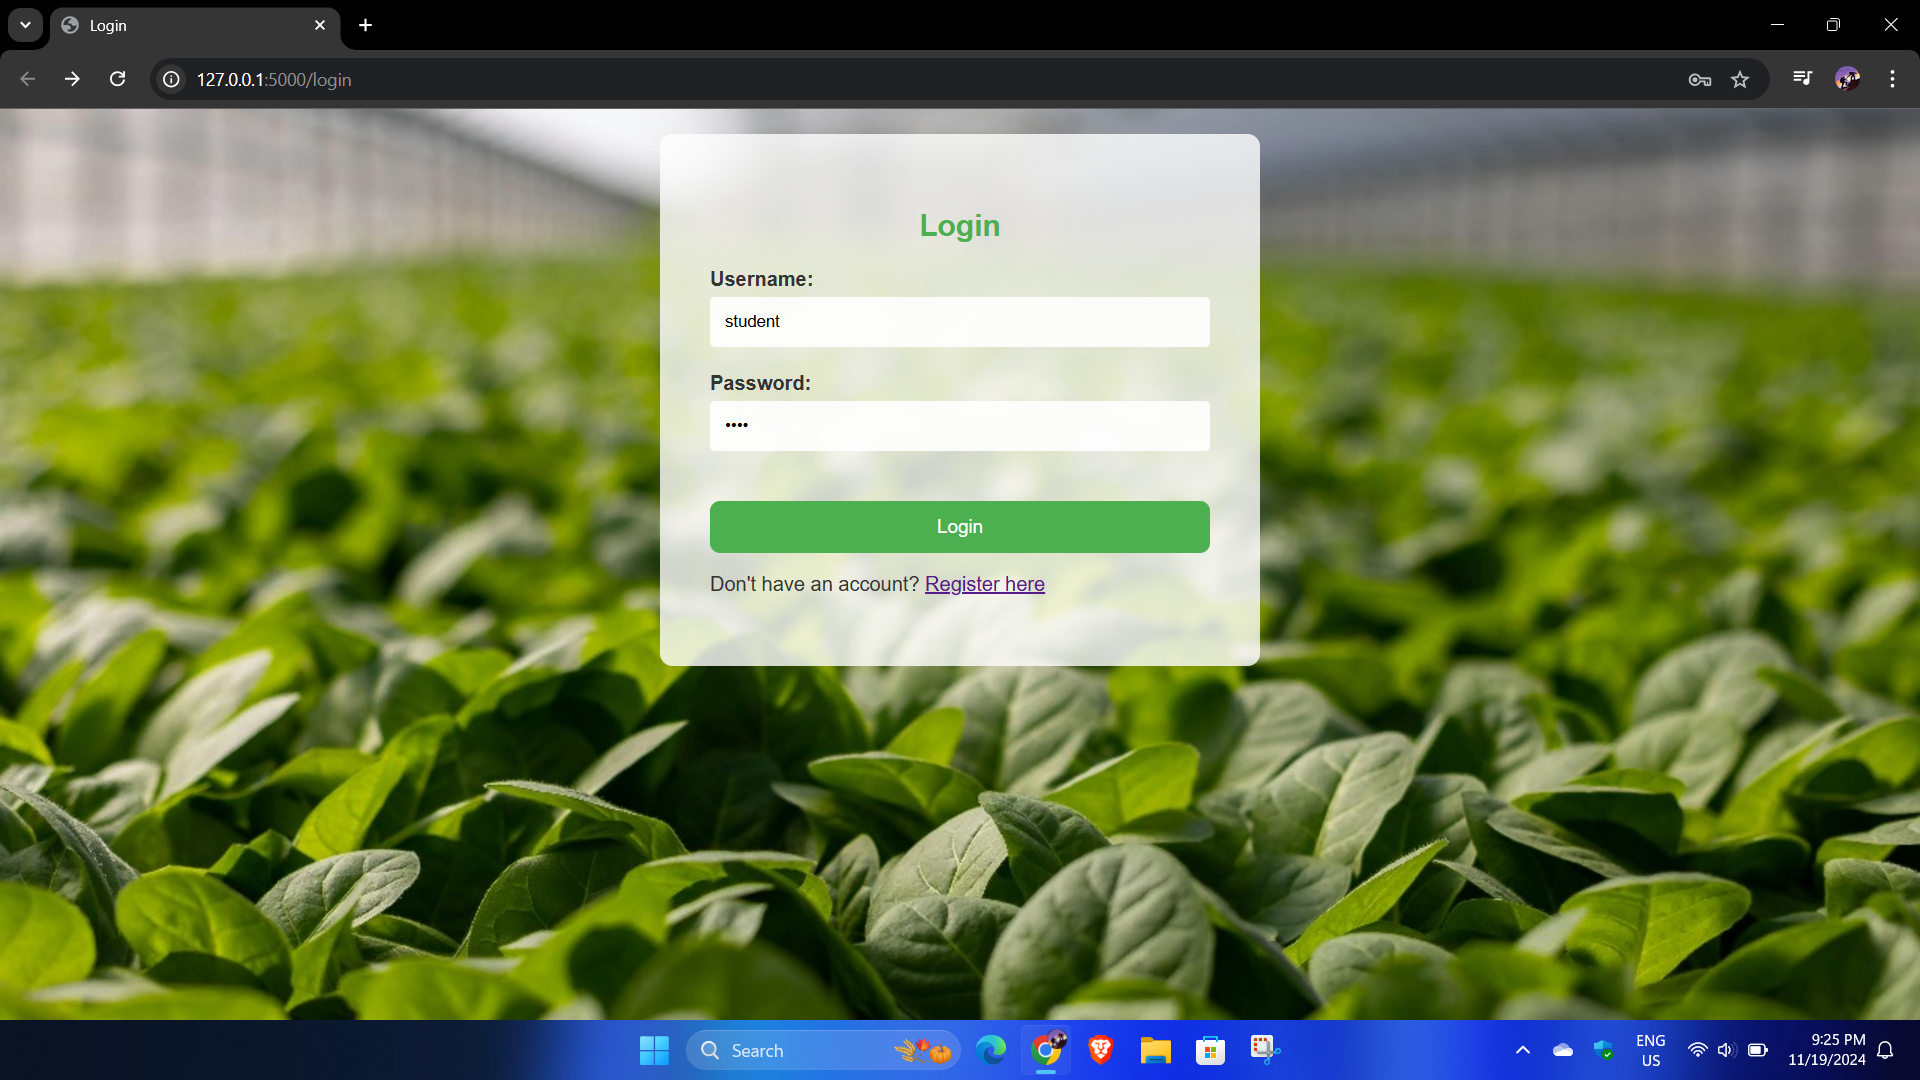 Login
127.0.0.1:5000/login
Login
Username:
student
Password:
Login
Don't have an account? Register here
Search
ENG
US
9:25 PM
11/19/2024